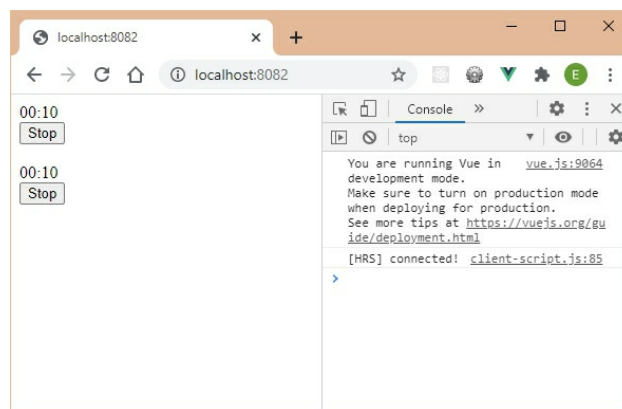 localhost:8082
localhost:8082
E
00:10
Stop
00:10
Stop
Console
top
You are running Vue in vue.js:9064
development mode.
Make sure to turn on production mode
when deploying for production.
See more tips at https://vuejs.org/gu
ide/deployment.html
[HRS] connected! client-script.js:85